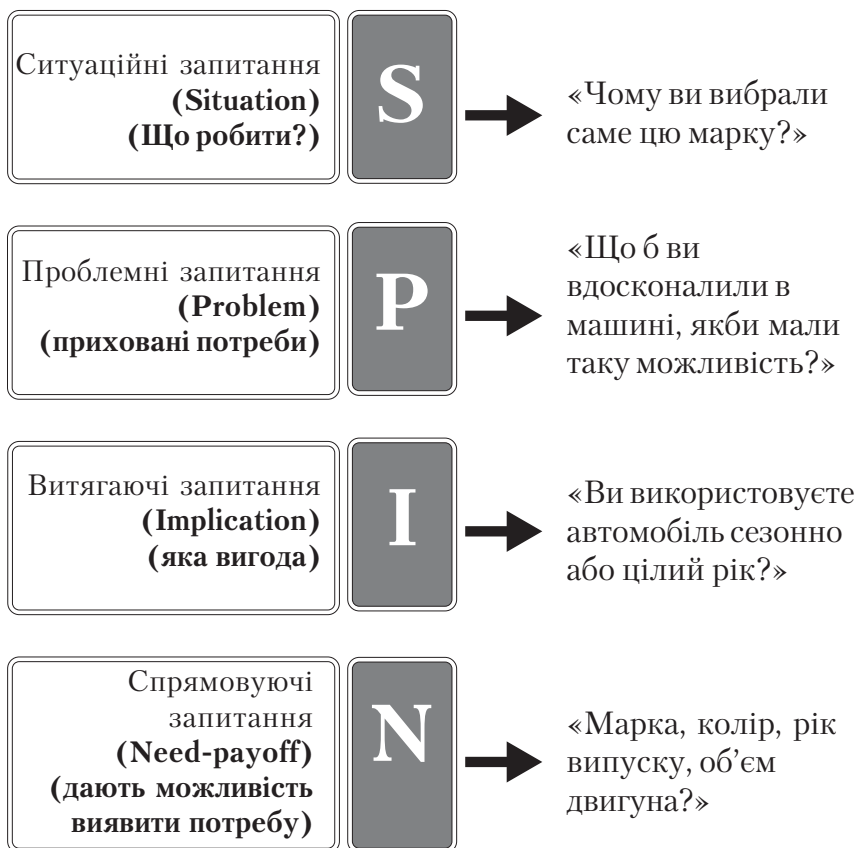 Ситуаційні запитання
(Situation)
(Що робити?)
S
«Чому ви вибрали
саме цю марку?»
Проблемні запитання
(Problem)
(приховані потреби)
P
«Що б ви
вдосконалили в
машині, якби мали
таку можливість?»
Витягаючі запитання
(Implication)
(яка вигода)
I
«Ви використовуєте
автомобіль сезонно
або цілий рік?»
Спрямовуючі
запитання
(Need-payoff)
(дають можливість
виявити потребу)
N
«Марка, колір, рік
випуску, об’єм
двигуна?»